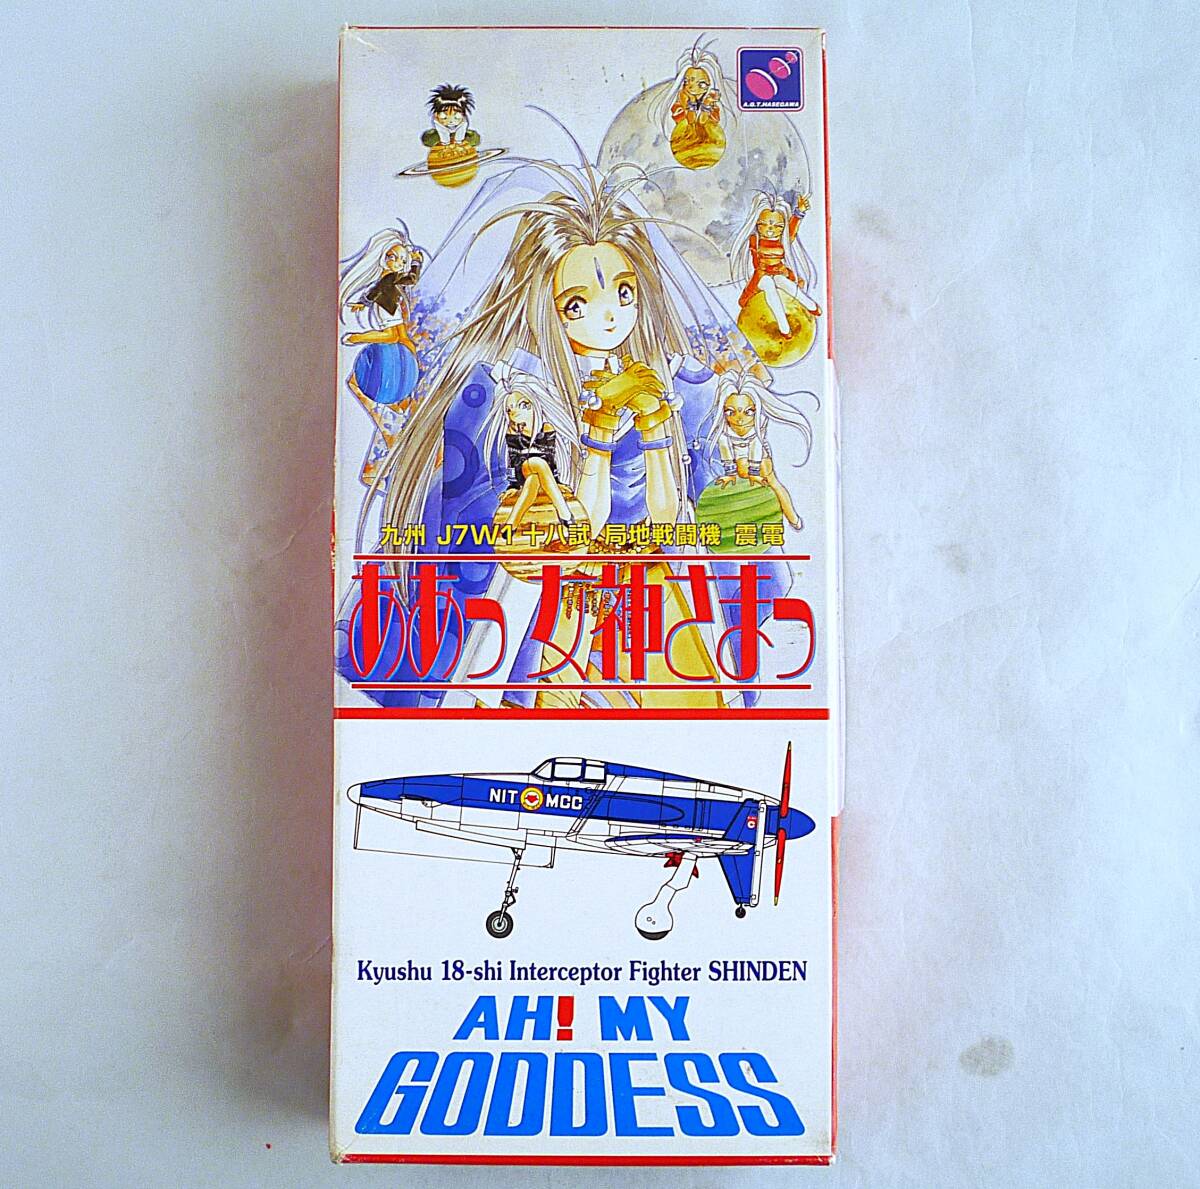 A.G.T.HASEGAWA
九州 J7W1 十八試 局地戦闘機 震電
ああっ女神さまっ
NIT MCC
Kyushu 18-shi Interceptor Fighter SHINDEN
AH! MY
GODDESS